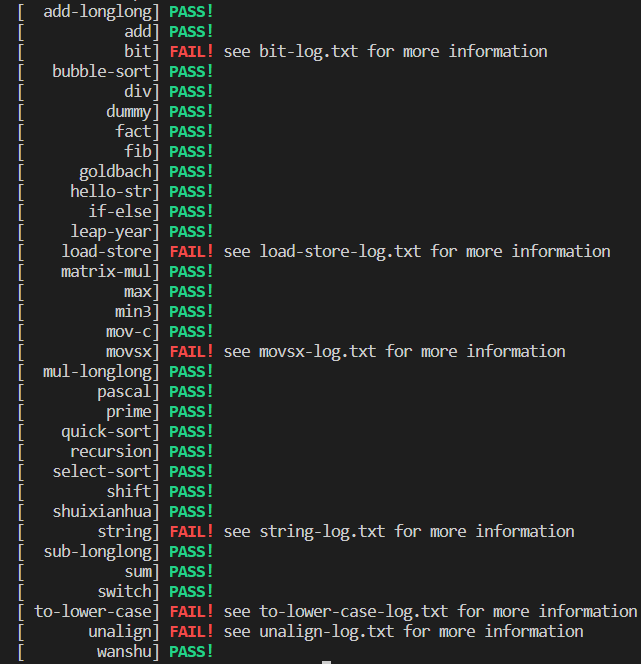 [  add-longlong] PASS!
[           add] PASS!
[           bit] FAIL! see bit-log.txt for more information
[   bubble-sort] PASS!
[           div] PASS!
[         dummy] PASS!
[          fact] PASS!
[           fib] PASS!
[      goldbach] PASS!
[     hello-str] PASS!
[       if-else] PASS!
[     leap-year] PASS!
[    load-store] FAIL! see load-store-log.txt for more information
[    matrix-mul] PASS!
[           max] PASS!
[          min3] PASS!
[         mov-c] PASS!
[         movsx] FAIL! see movsx-log.txt for more information
[  mul-longlong] PASS!
[        pascal] PASS!
[         prime] PASS!
[    quick-sort] PASS!
[     recursion] PASS!
[   select-sort] PASS!
[         shift] PASS!
[   shuixianhua] PASS!
[        string] FAIL! see string-log.txt for more information
[  sub-longlong] PASS!
[           sum] PASS!
[        switch] PASS!
[ to-lower-case] FAIL! see to-lower-case-log.txt for more information
[       unalign] FAIL! see unalign-log.txt for more information
[        wanshu] PASS!